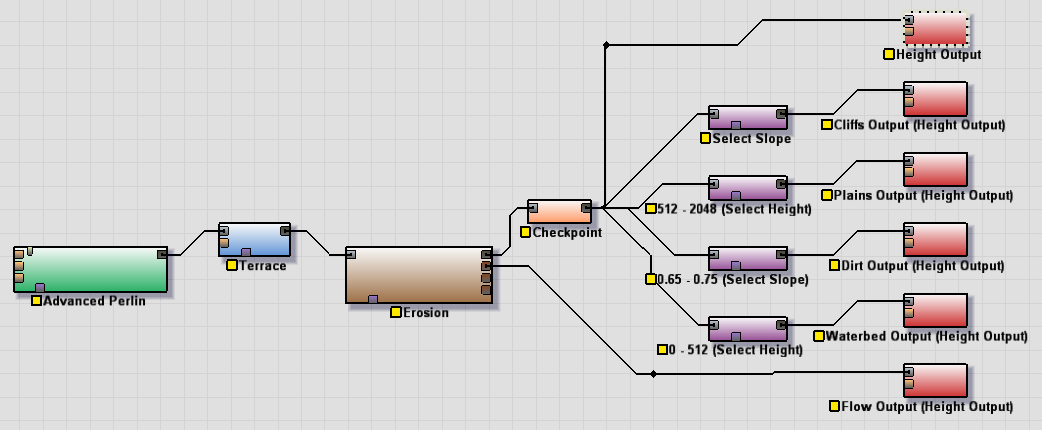 Height Output
Cliffs Output (Height Output)
Select Slope
Plains Output (Height Output)
512 - 2048 (Select Height)
Checkpoint
Terrace
Dirt Output (Height Output)
0.65 - 0.75 (Select Slope)
Advanced Perlin
Erosion
Waterbed Output (Height Output)
0 - 512 (Select Height)
Flow Output (Height Output)